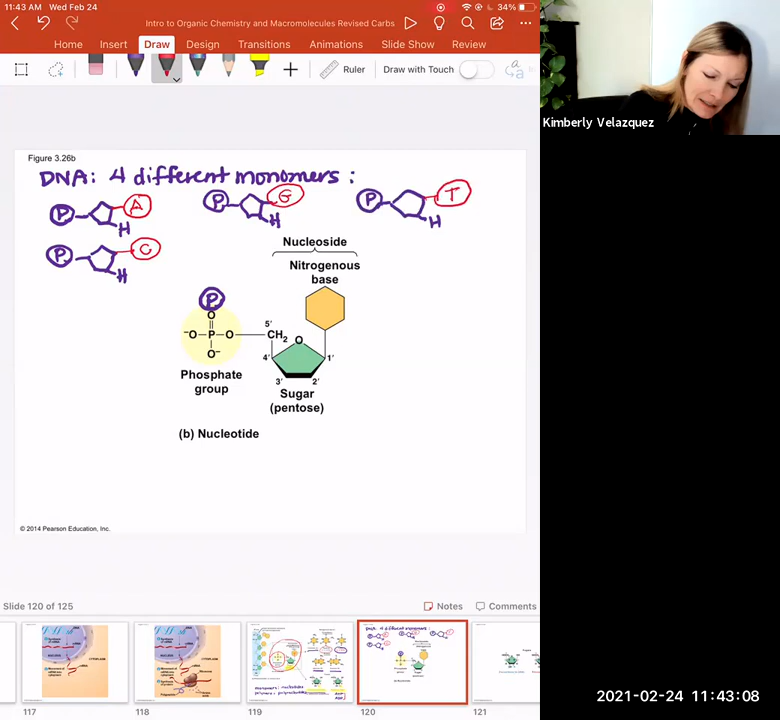 11:43 AM Wed Feb 24
34%
Intro to Organic Chemistry and Macromolecules Revised Carbs
Home Insert Draw Design Transitions Animations Slide Show Review
Ruler
Draw with Touch
Kimberly Velazquez
Figure 3.26b
DNA: 4 different monomers:
P A H
P G H
P T H
P C H
Nucleoside
Nitrogenous
base
P
O
⁻O—P—O
O⁻
5′
CH₂
O
4′
1′
3′
2′
Phosphate
group
Sugar
(pentose)
(b) Nucleotide
© 2014 Pearson Education, Inc.
Slide 120 of 125
Notes
Comments
117
118
119
120
121
2021-02-24 11:43:08